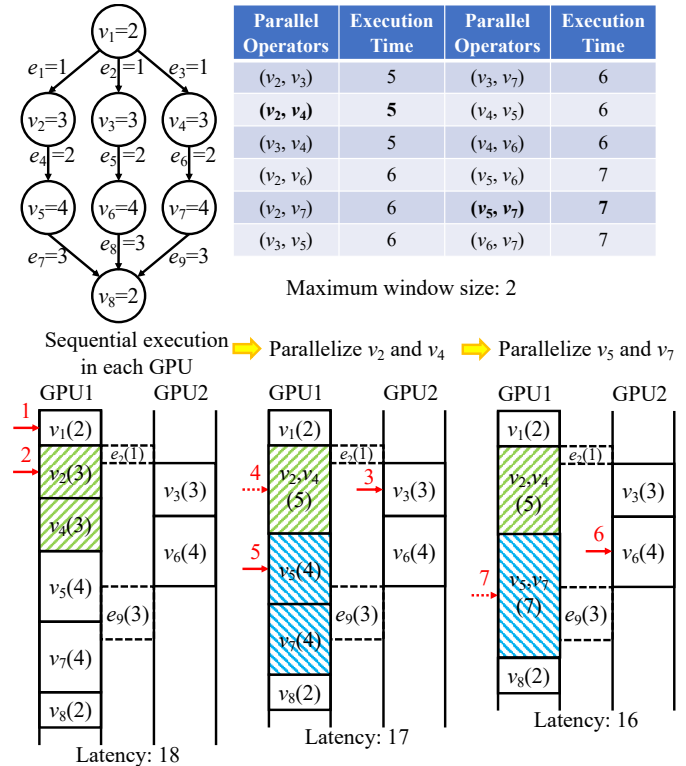 v1=2
e1=1
e2=1
e3=1
v2=3
v3=3
v4=3
e4=2
e5=2
e6=2
v5=4
v6=4
v7=4
e7=3
e8=3
e9=3
v8=2
Parallel Operators | Execution Time | Parallel Operators | Execution Time
(v2, v3) | 5 | (v3, v7) | 6
(v2, v4) | 5 | (v4, v5) | 6
(v3, v4) | 5 | (v4, v6) | 6
(v2, v6) | 6 | (v5, v6) | 7
(v2, v7) | 6 | (v5, v7) | 7
(v3, v5) | 6 | (v6, v7) | 7
Maximum window size: 2
Sequential execution
in each GPU
Parallelize v2 and v4
Parallelize v5 and v7
GPU1
GPU2
1
v1(2)
e2(1)
2
v2(3)
v3(3)
v4(3)
v6(4)
v5(4)
e9(3)
v7(4)
v8(2)
Latency: 18
GPU1
GPU2
v1(2)
e2(1)
4
v2,v4
(5)
3
v3(3)
5
v5(4)
v6(4)
e9(3)
v7(4)
v8(2)
Latency: 17
GPU1
GPU2
v1(2)
e2(1)
v2,v4
(5)
v3(3)
6
v6(4)
7
v5,v7
(7)
e9(3)
v8(2)
Latency: 16